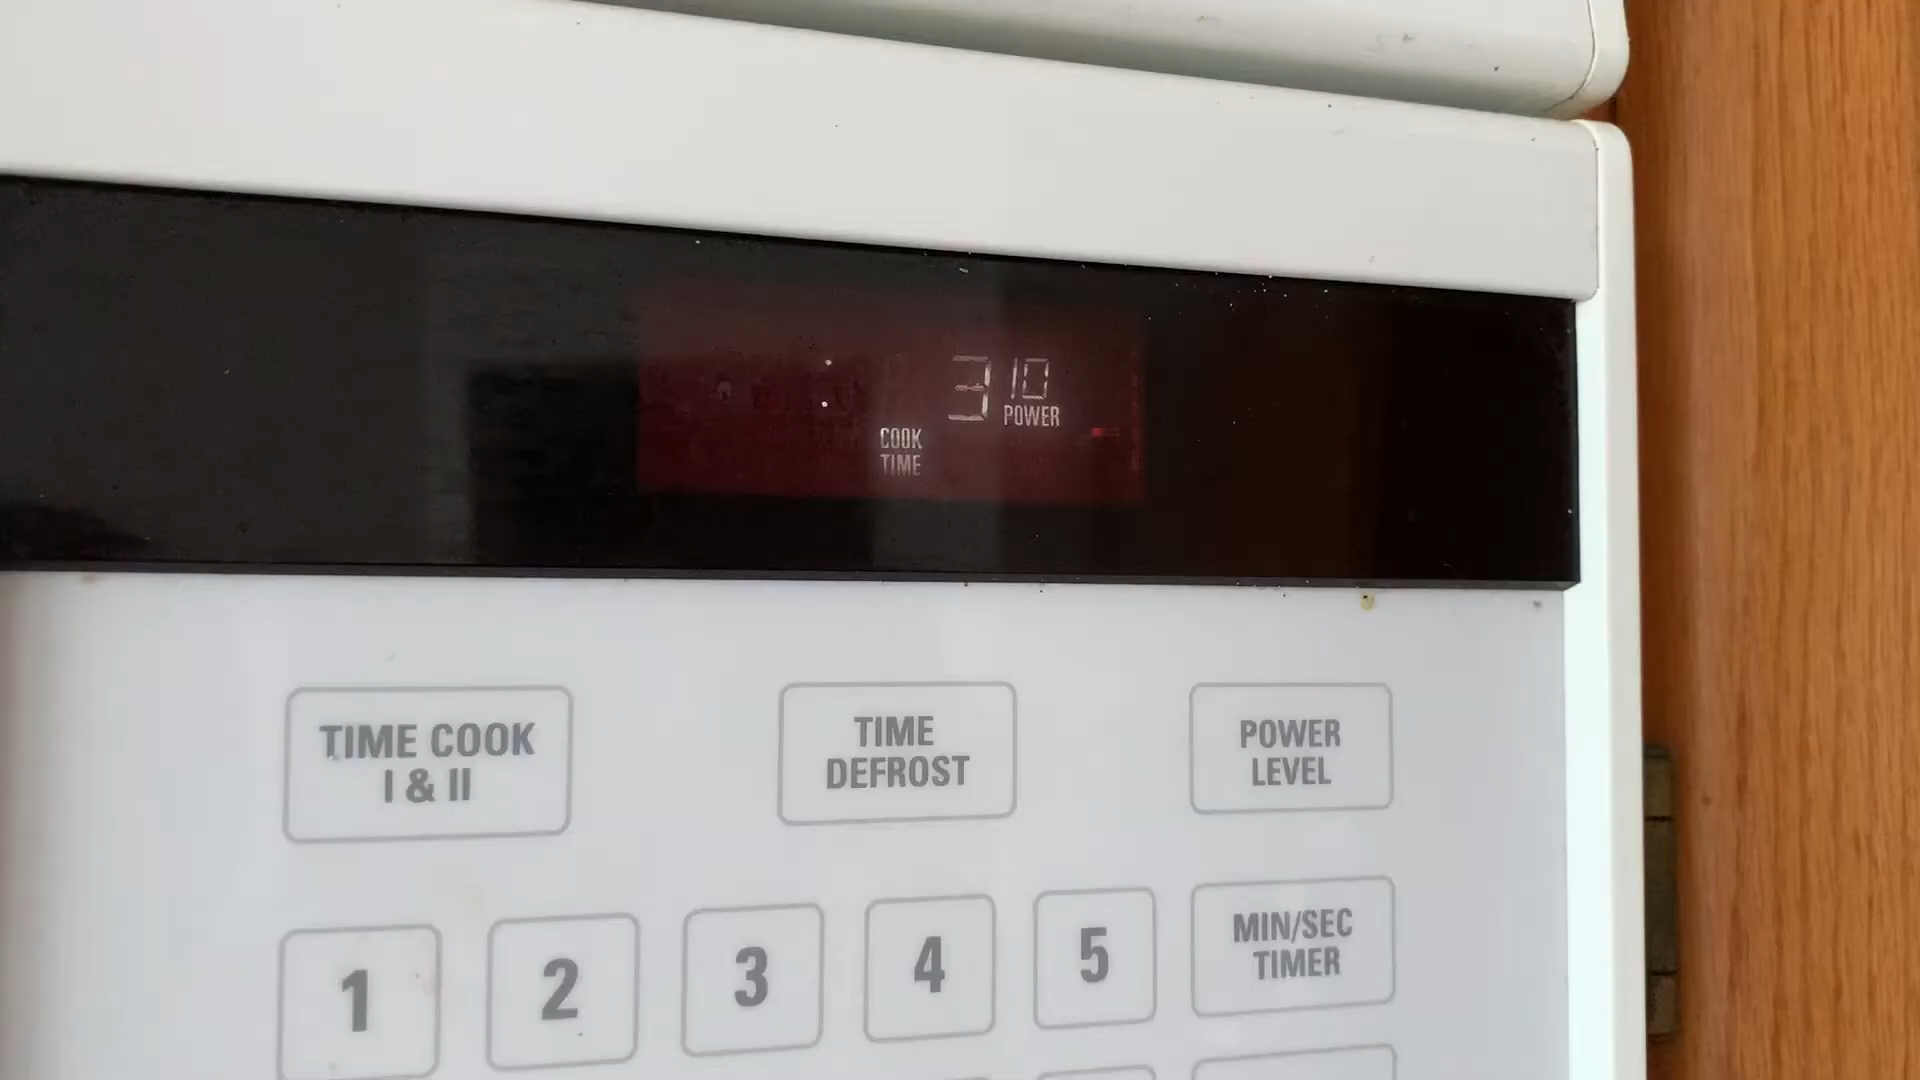 : 3 10
POWER
COOK
TIME
TIME COOK
I & II
TIME
DEFROST
POWER
LEVEL
1 2 3 4 5
MIN/SEC
TIMER